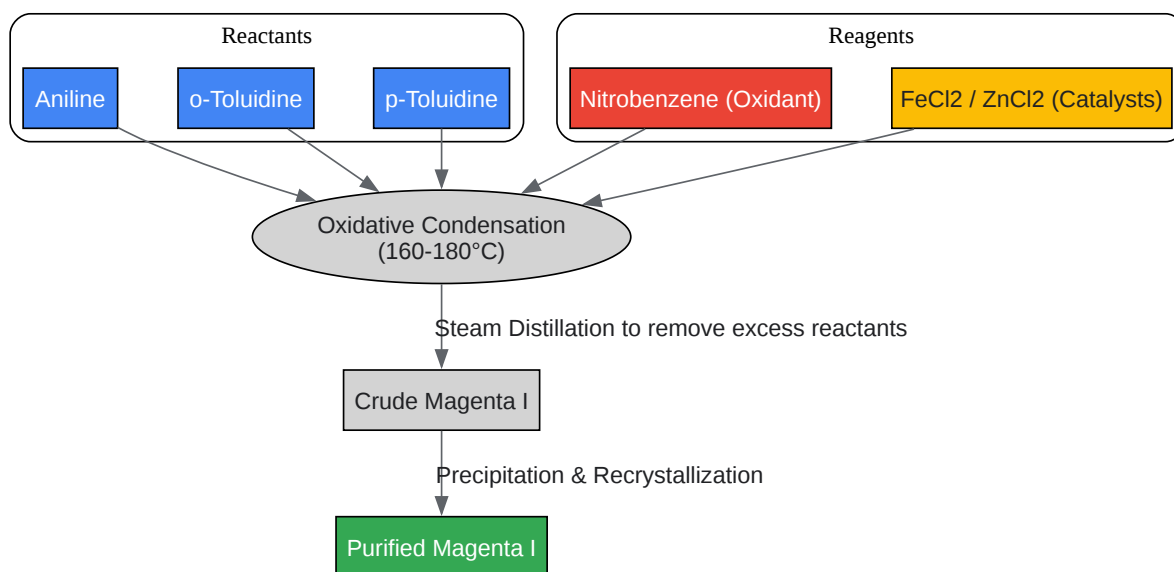 Reactants
Reagents
Aniline
o-Toluidine
p-Toluidine
Nitrobenzene (Oxidant)
FeCl2 / ZnCl2 (Catalysts)
Oxidative Condensation
(160-180°C)
Steam Distillation to remove excess reactants
Crude Magenta I
Precipitation & Recrystallization
Purified Magenta I